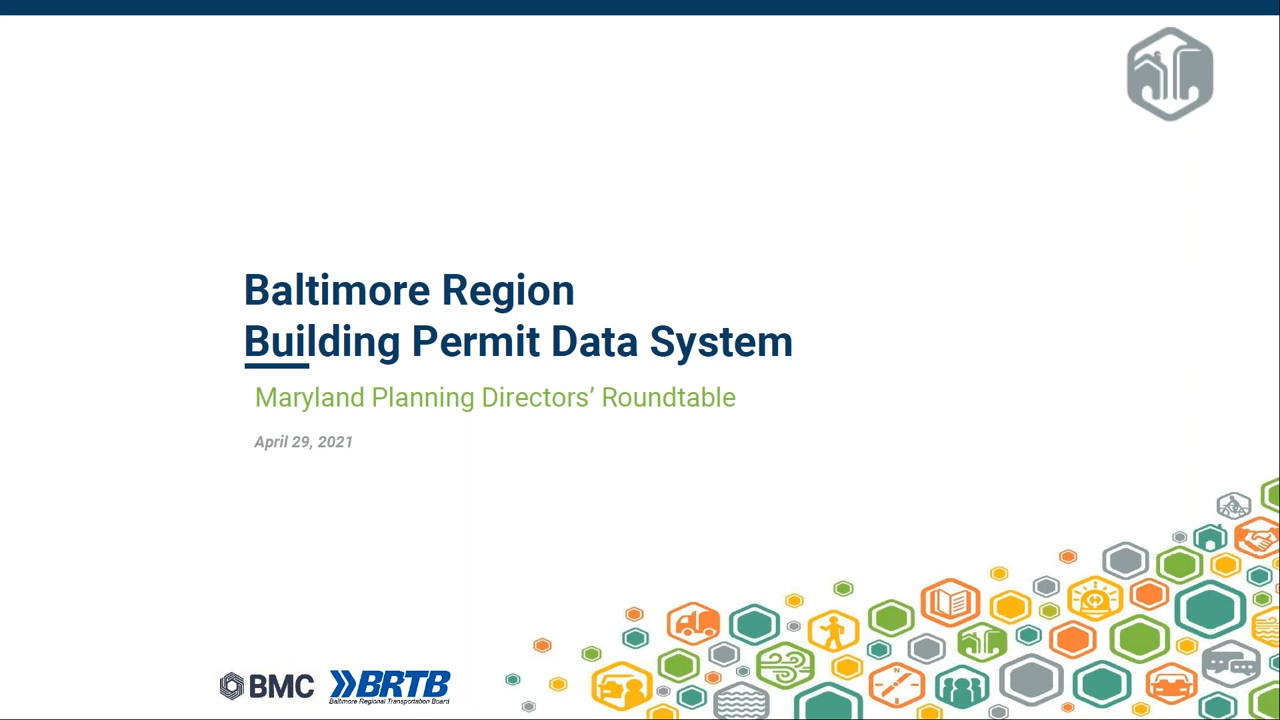 Baltimore Region
Building Permit Data System
Maryland Planning Directors’ Roundtable
April 29, 2021
BMC
BRTB
Baltimore Regional Transportation Board
N